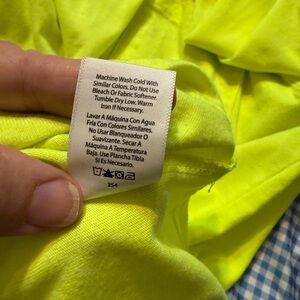 Machine Wash Cold With
Similar Colors. Do Not Use
Bleach Or Fabric Softener.
Tumble Dry Low. Warm
Iron If Necessary.
Lavar A Máquina Con Agua
Fría Con Colores Similares.
No Usar Blanqueador O
Suavizante. Secar A
Máquina A Temperatura
Baja. Use Plancha Tibia
Si Es Necesario.
354